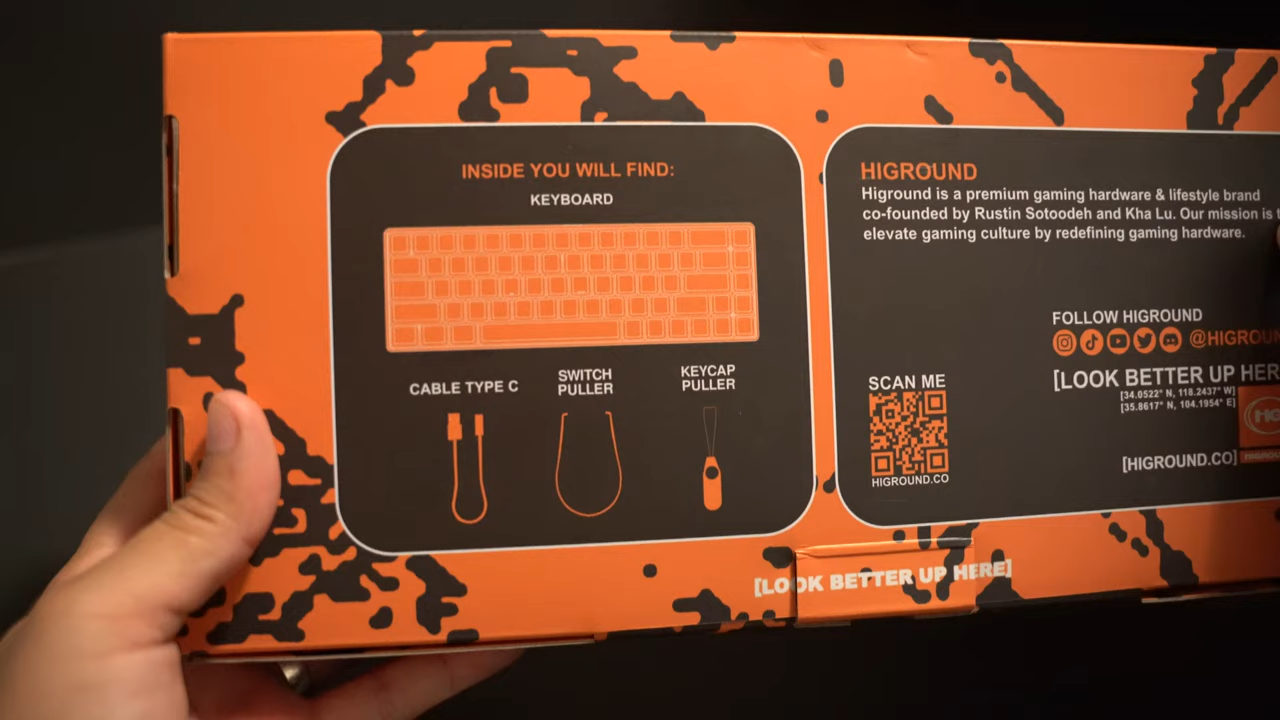 INSIDE YOU WILL FIND:
KEYBOARD
CABLE TYPE C
SWITCH
PULLER
KEYCAP
PULLER
HIGROUND
Higround is a premium gaming hardware & lifestyle brand
co-founded by Rustin Sotoodeh and Kha Lu. Our mission is
elevate gaming culture by redefining gaming hardware.
FOLLOW HIGROUND
@HIGROUN
[LOOK BETTER UP HER
[34.0522° N, 118.2437° W]
[35.8617° N, 104.1954° E]
SCAN ME
HIGROUND.CO
[HIGROUND.CO]
[LOOK BETTER UP HERE]